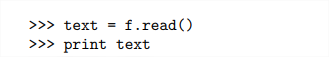 >>> text = f.read()
>>> print text